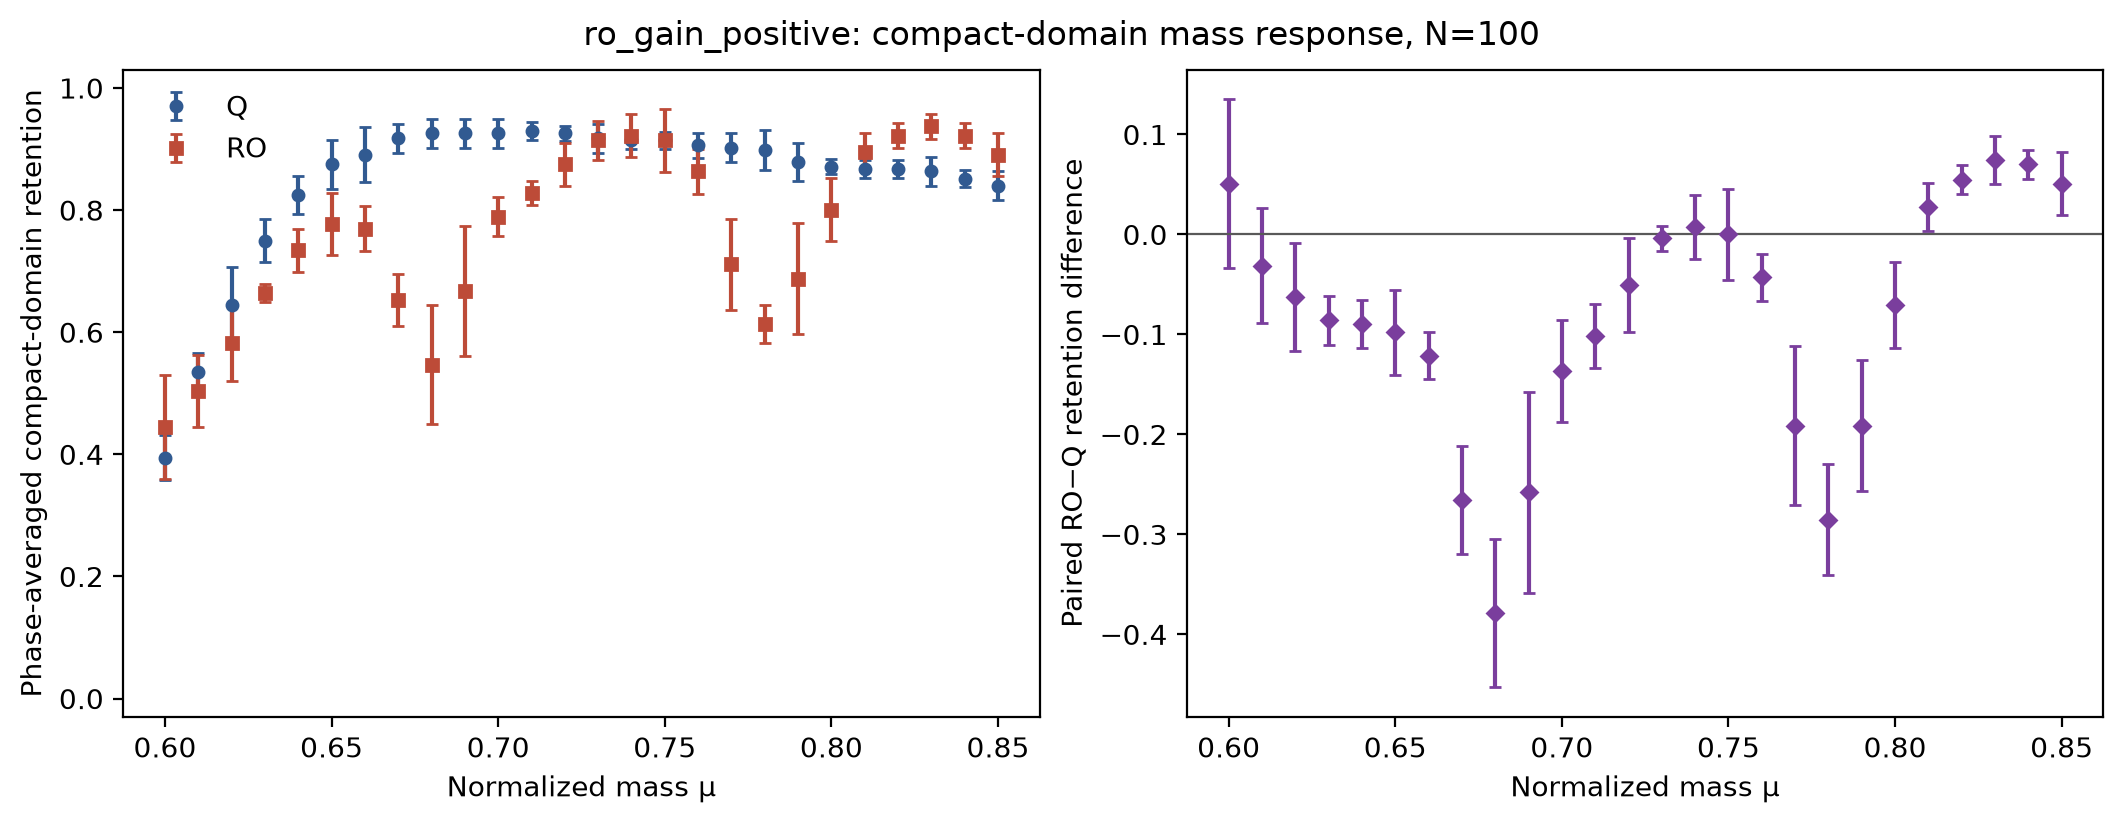 ro_gain_positive: compact-domain mass response, N=100
Phase-averaged compact-domain retention
1.0
0.8
0.6
0.4
0.2
0.0
Q
RO
0.60 0.65 0.70 0.75 0.80 0.85
Normalized mass μ
Paired RO−Q retention difference
0.1
0.0
−0.1
−0.2
−0.3
−0.4
0.60 0.65 0.70 0.75 0.80 0.85
Normalized mass μ